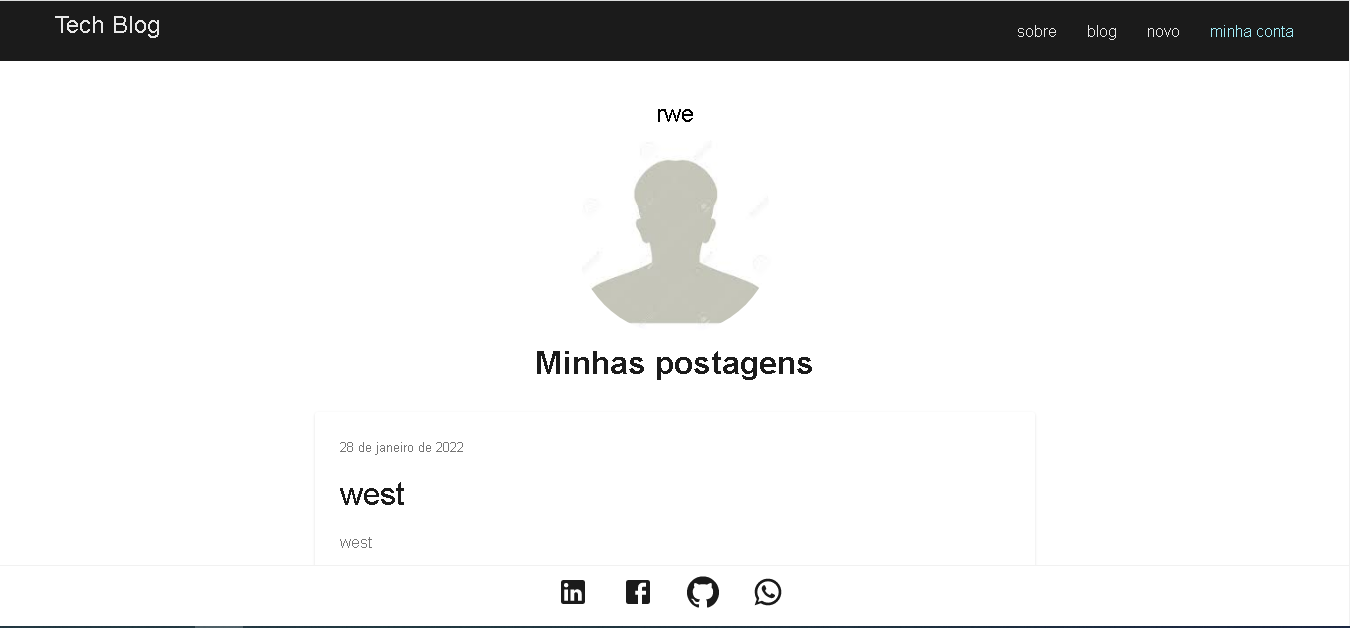 Tech Blog
sobre blog novo minha conta
rwe
Minhas postagens
28 de janeiro de 2022
west
west